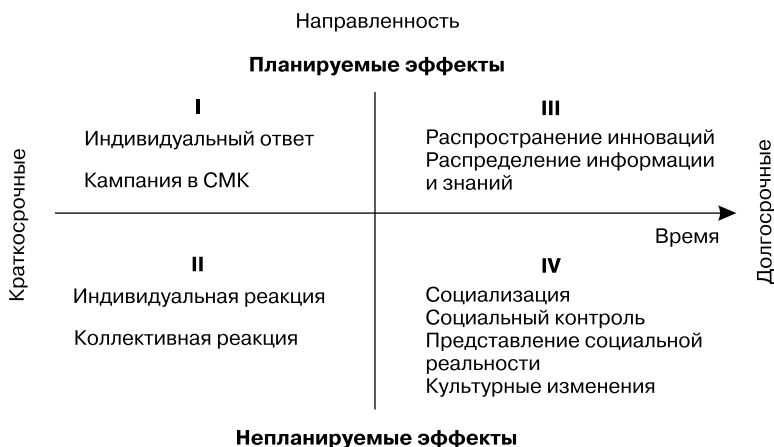 Направленность
Планируемые эффекты
Краткосрочные
I
Индивидуальный ответ
Кампания в СМК
III
Распространение инноваций
Распределение информации
и знаний
Долгосрочные
Время
II
Индивидуальная реакция
Коллективная реакция
IV
Социализация
Социальный контроль
Представление социальной
реальности
Культурные изменения
Непланируемые эффекты